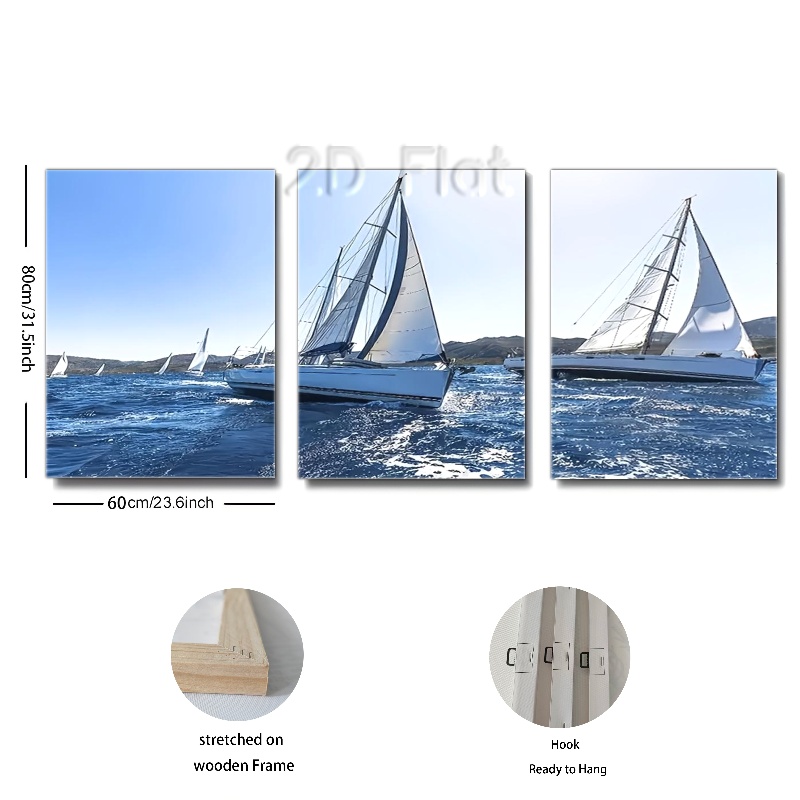 2D Flat
80cm/31.5inch
60cm/23.6inch
stretched on
wooden Frame
Hook
Ready to Hang